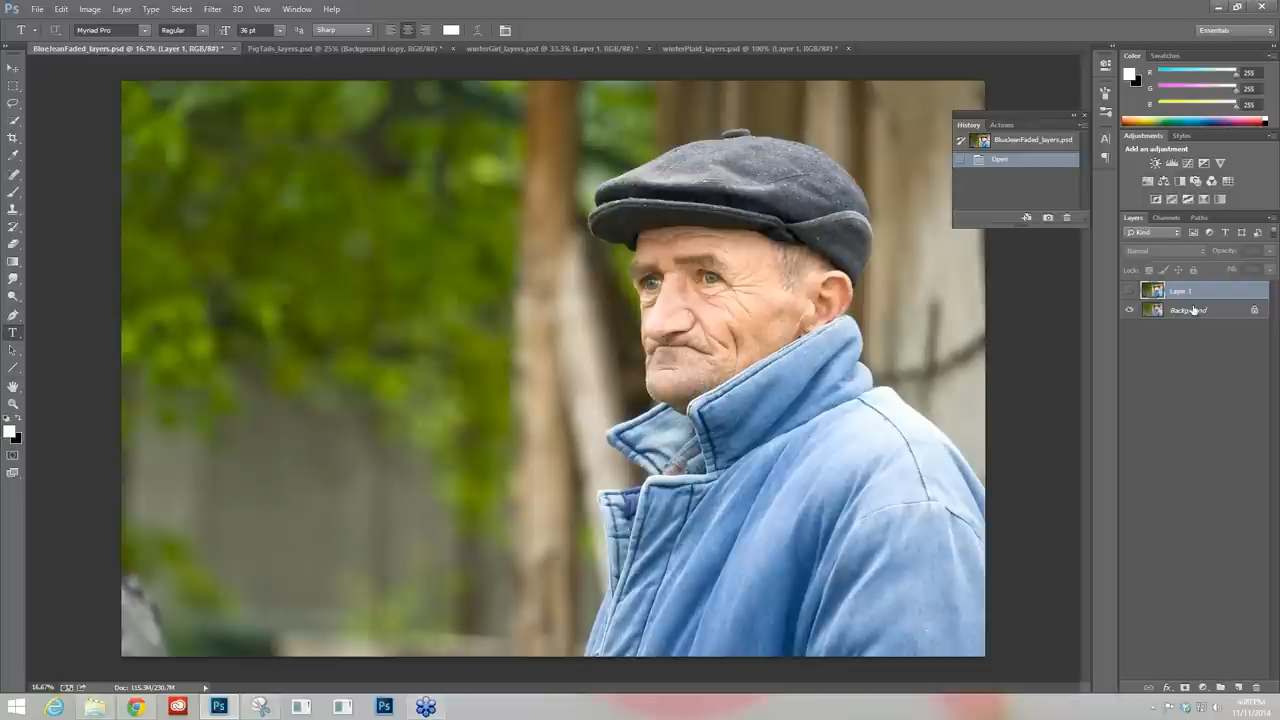 Ps File Edit Image Layer Type Select Filter 3D View Window Help
T Myriad Pro Regular 36 pt Sharp Essentials
BlueJeanFaded_layers.psd @ 16.7% (Layer 1, RGB/8#) * × PigTails_layers.psd @ 25% (Background copy, RGB/8#) * × winterGirl_layers.psd @ 33.3% (Layer 1, RGB/8#) * × winterPlaid_layers.psd @ 100% (Layer 1, RGB/8#) * ×
Color Swatches
R 255
G 255
B 255
History Actions
BlueJeanFaded_layers.psd
Open
Adjustments Styles
Add an adjustment
Layers Channels Paths
Kind
Normal Opacity:
Lock: Fill:
Layer 1
Background
16.67% Doc: 115.3M/230.7M
11/11/2014